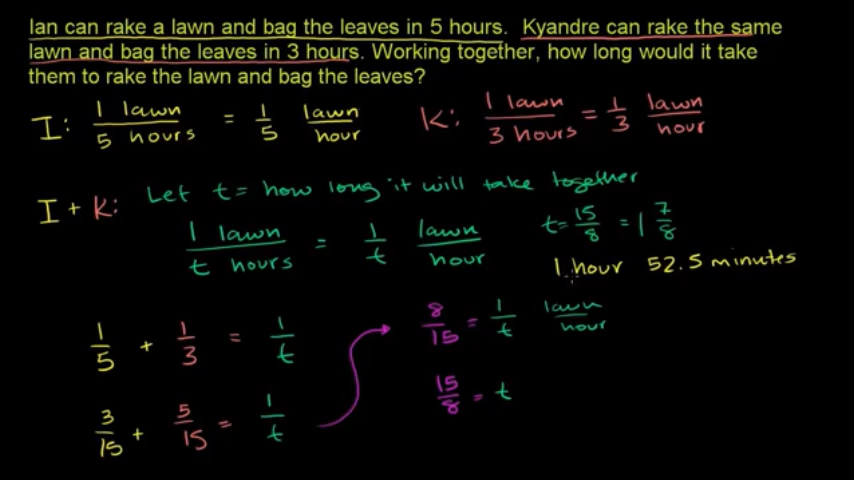 Ian can rake a lawn and bag the leaves in 5 hours. Kyandre can rake the same
lawn and bag the leaves in 3 hours. Working together, how long would it take
them to rake the lawn and bag the leaves?
I: 1 lawn / 5 hours = 1/5 lawn/hour K: 1 lawn / 3 hours = 1/3 lawn/hour
I + K: Let t = how long it will take together
1 lawn / t hours = 1/t lawn/hour
t = 15/8 = 1 7/8
1 hour 52.5 minutes
1/5 + 1/3 = 1/t
3/15 + 5/15 = 1/t
8/15 = 1/t lawn/hour
15/8 = t